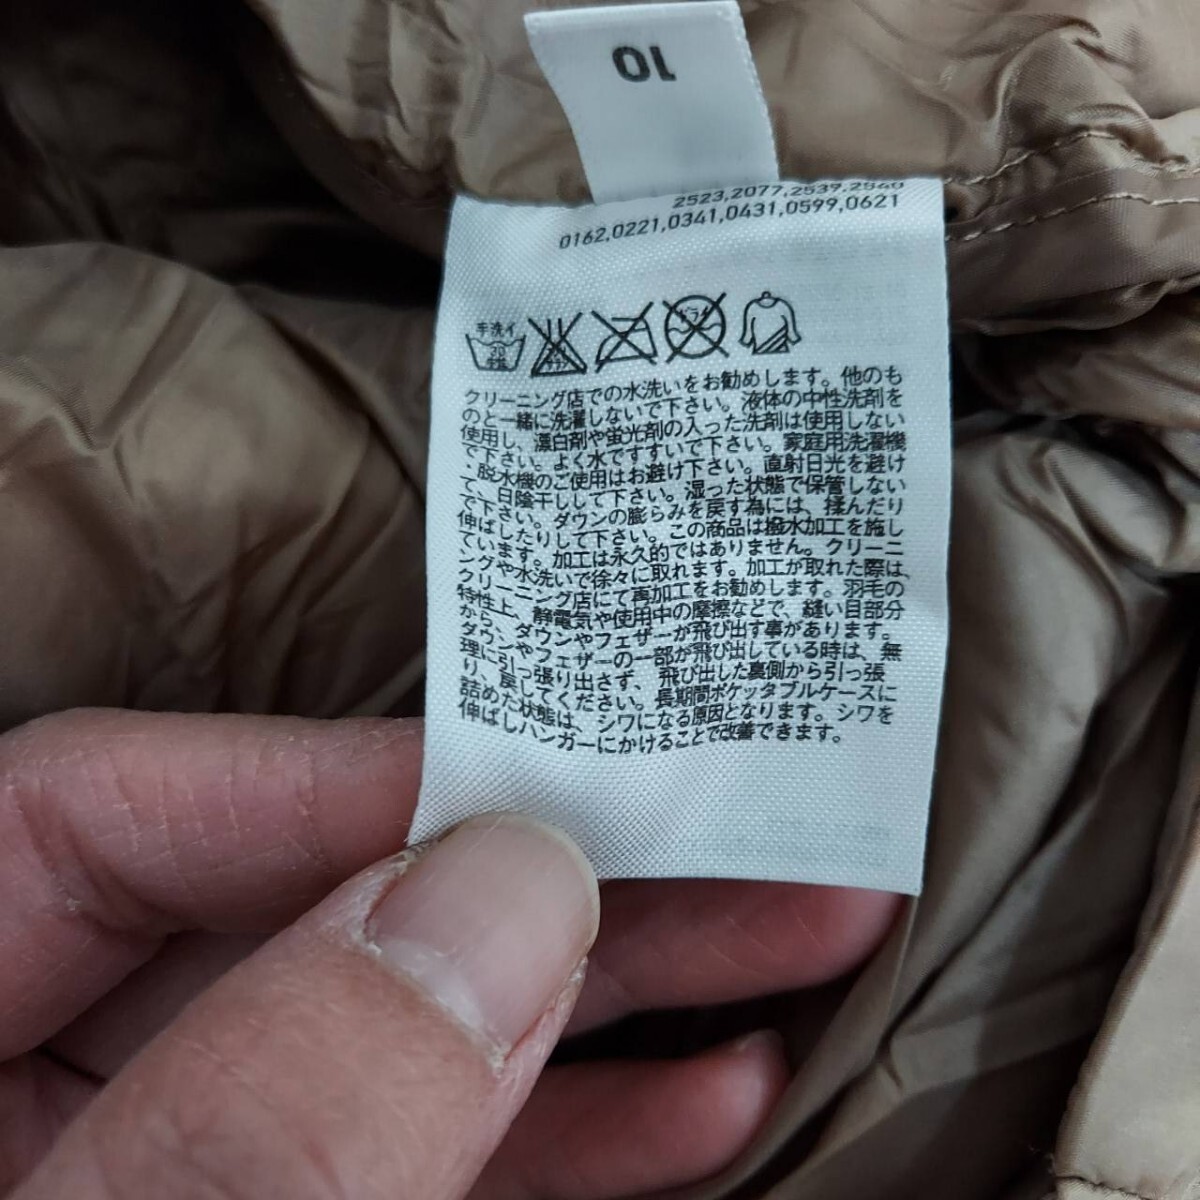 10
2523,2077,2539,2540
0162,0221,0341,0431,0599,0621
手洗イ
30
中性
ドライ
クリーニング店での水洗いをお勧めします。他のも
のと一緒に洗濯しないで下さい。液体の中性洗剤を
使用し、漂白剤や蛍光剤の入った洗剤は使用しない
で下さい。よく水ですすいで下さい。家庭用洗濯機
・脱水機のご使用はお避け下さい。直射日光を避け
て、日陰干しして下さい。湿った状態で保管しない
で下さい。ダウンの膨らみを戻す為には、揉んだり
伸ばしたりして下さい。この商品は撥水加工を施し
ています。加工は永久的ではありません。クリーニ
ングや水洗いで徐々に取れます。加工が取れた際は、
クリーニング店にて再加工をお勧めします。羽毛の
特性上、静電気や使用中の摩擦などで、縫い目部分
から、ダウンやフェザーが飛び出す事があります。
ダウンやフェザーの一部が飛び出している時は、無
理に引っ張り出さず、飛び出した裏側から引っ張
り、戻してください。長期間ポケッタブルケースに
詰めた状態は、シワになる原因となります。シワを
伸ばしハンガーにかけることで改善できます。